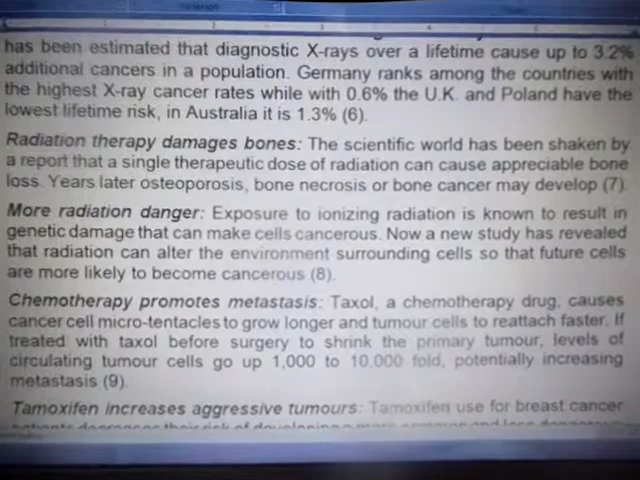 has been estimated that diagnostic X-rays over a lifetime cause up to 3.2%
additional cancers in a population. Germany ranks among the countries with
the highest X-ray cancer rates while with 0.6% the U.K. and Poland have the
lowest lifetime risk, in Australia it is 1.3% (6).
Radiation therapy damages bones: The scientific world has been shaken by
a report that a single therapeutic dose of radiation can cause appreciable bone
loss. Years later osteoporosis, bone necrosis or bone cancer may develop (7).
More radiation danger: Exposure to ionizing radiation is known to result in
genetic damage that can make cells cancerous. Now a new study has revealed
that radiation can alter the environment surrounding cells so that future cells
are more likely to become cancerous (8).
Chemotherapy promotes metastasis: Taxol, a chemotherapy drug, causes
cancer cell micro-tentacles to grow longer and tumour cells to reattach faster. If
treated with taxol before surgery to shrink the primary tumour, levels of
circulating tumour cells go up 1,000 to 10.000 fold, potentially increasing
metastasis (9).
Tamoxifen increases aggressive tumours: Tamoxifen use for breast cancer